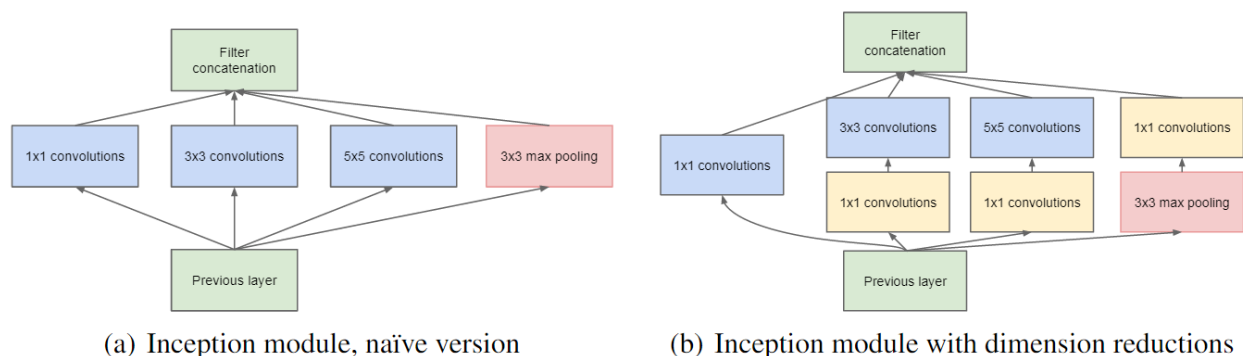 Filter
concatenation
1x1 convolutions
3x3 convolutions
5x5 convolutions
3x3 max pooling
Previous layer
(a) Inception module, naïve version
Filter
concatenation
3x3 convolutions
5x5 convolutions
1x1 convolutions
1x1 convolutions
1x1 convolutions
1x1 convolutions
3x3 max pooling
Previous layer
(b) Inception module with dimension reductions